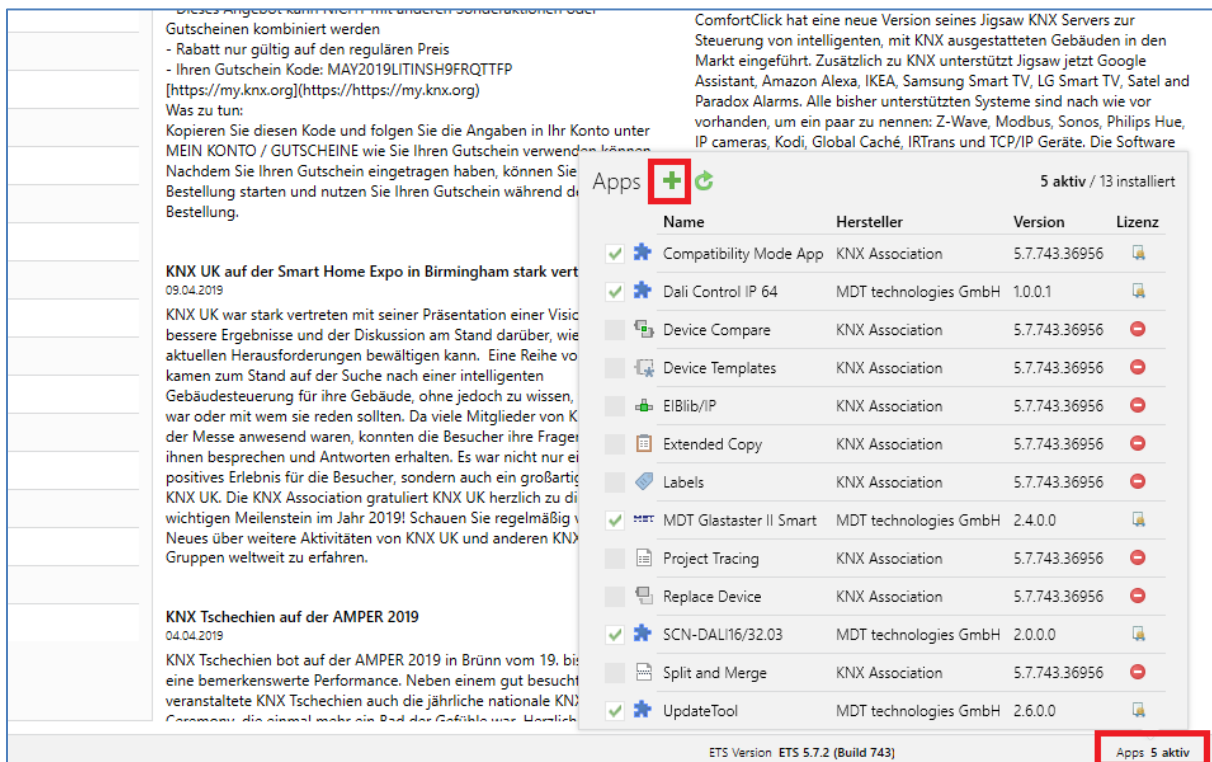 - Dieses Angebot kann NICHT mit anderen Sonderaktionen oder
Gutscheinen kombiniert werden
- Rabatt nur gültig auf den regulären Preis
- Ihren Gutschein Kode: MAY2019LITINSH9FRQTTFP
[https://my.knx.org](https://https://my.knx.org)
Was zu tun:
Kopieren Sie diesen Kode und folgen Sie die Angaben in Ihr Konto unter
MEIN KONTO / GUTSCHEINE wie Sie Ihren Gutschein verwenden können
Nachdem Sie Ihren Gutschein eingetragen haben, können Sie
Bestellung starten und nutzen Sie Ihren Gutschein während d
Bestellung.
KNX UK auf der Smart Home Expo in Birmingham stark vert
09.04.2019
KNX UK war stark vertreten mit seiner Präsentation einer Visio
bessere Ergebnisse und der Diskussion am Stand darüber, wie
aktuellen Herausforderungen bewältigen kann. Eine Reihe vo
kamen zum Stand auf der Suche nach einer intelligenten
Gebäudesteuerung für ihre Gebäude, ohne jedoch zu wissen,
war oder mit wem sie reden sollten. Da viele Mitglieder von K
der Messe anwesend waren, konnten die Besucher ihre Frager
ihnen besprechen und Antworten erhalten. Es war nicht nur ei
positives Erlebnis für die Besucher, sondern auch ein großartig
KNX UK. Die KNX Association gratuliert KNX UK herzlich zu di
wichtigen Meilenstein im Jahr 2019! Schauen Sie regelmäßig
Neues über weitere Aktivitäten von KNX UK und anderen KNX
Gruppen weltweit zu erfahren.
KNX Tschechien auf der AMPER 2019
04.04.2019
KNX Tschechien bot auf der AMPER 2019 in Brünn vom 19. bis
eine bemerkenswerte Performance. Neben einem gut besucht
veranstaltete KNX Tschechien auch die jährliche nationale KNX
Ceremony, die einmal mehr ein Bad der Gefühle war. Herzlich
ComfortClick hat eine neue Version seines Jigsaw KNX Servers zur
Steuerung von intelligenten, mit KNX ausgestatteten Gebäuden in den
Markt eingeführt. Zusätzlich zu KNX unterstützt Jigsaw jetzt Google
Assistant, Amazon Alexa, IKEA, Samsung Smart TV, LG Smart TV, Satel and
Paradox Alarms. Alle bisher unterstützten Systeme sind nach wie vor
vorhanden, um ein paar zu nennen: Z-Wave, Modbus, Sonos, Philips Hue,
IP cameras, Kodi, Global Caché, IRTrans und TCP/IP Geräte. Die Software
Apps 5 aktiv / 13 installiert
Name Hersteller Version Lizenz
Compatibility Mode App KNX Association 5.7.743.36956
Dali Control IP 64 MDT technologies GmbH 1.0.0.1
Device Compare KNX Association 5.7.743.36956
Device Templates KNX Association 5.7.743.36956
EIBlib/IP KNX Association 5.7.743.36956
Extended Copy KNX Association 5.7.743.36956
Labels KNX Association 5.7.743.36956
MDT MDT Glastaster II Smart MDT technologies GmbH 2.4.0.0
Project Tracing KNX Association 5.7.743.36956
Replace Device KNX Association 5.7.743.36956
SCN-DALI16/32.03 MDT technologies GmbH 2.0.0.0
Split and Merge KNX Association 5.7.743.36956
UpdateTool MDT technologies GmbH 2.6.0.0
ETS Version ETS 5.7.2 (Build 743) Apps 5 aktiv